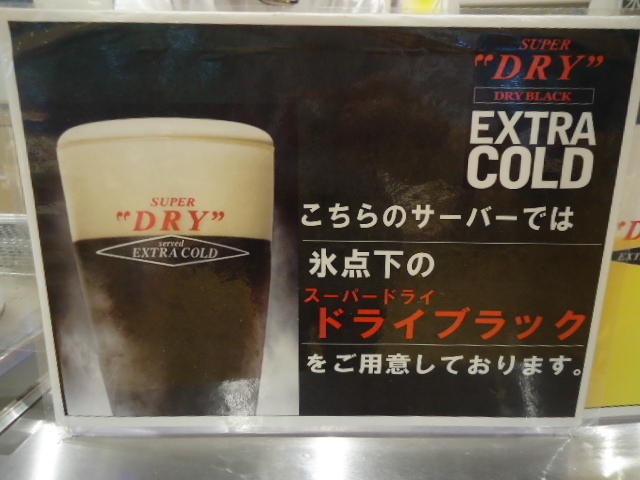 SUPER
"DRY"
DRY BLACK
EXTRA
COLD
SUPER
"DRY"
served
EXTRA COLD
こちらのサーバーでは
氷点下の
スーパードライ
ドライブラック
をご用意しております。